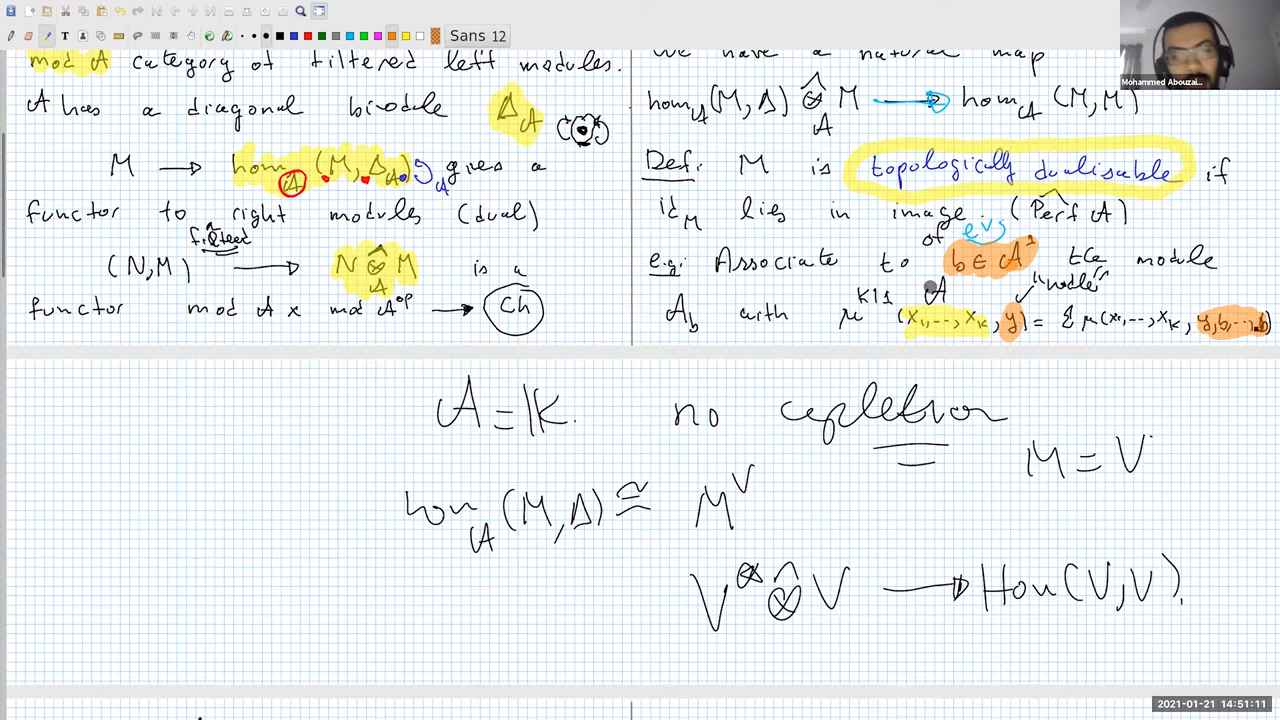 Sans 12
Mohammed Abouzai...
mod A category of filtered left modules.
A has a diagonal bimodule Δ_A
M → hom_A (M, Δ_A) ↺_A gives a
functor to right modules (dual)
filtered
(N,M) → N ⊗̂_A M is a
functor mod A × mod A^op → Ch
We have a natural map
hom_A (M, Δ) ⊗̂_A M → hom_A (M, M)
Def: M is topologically dualisable if
id_M lies in image. (Perf^ A)
of ev
e.g: Associate to b ∈ A^1 the module
A_b with μ^{k|1}_A (x_1, ..., x_k, y) = Σ μ(x_1, ..., x_k, y, b, ..., b)
A = 𝕜. no completion
M = V
hom_A (M, Δ) ≅ M^∨
V^* ⊗̂ V → Hom(V, V).
2021-01-21 14:51:11